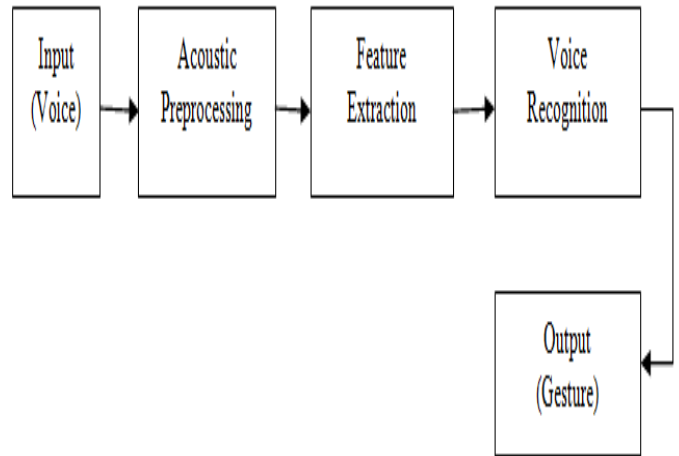 Input
(Voice)
Acoustic
Preprocessing
Feature
Extraction
Voice
Recognition
Output
(Gesture)